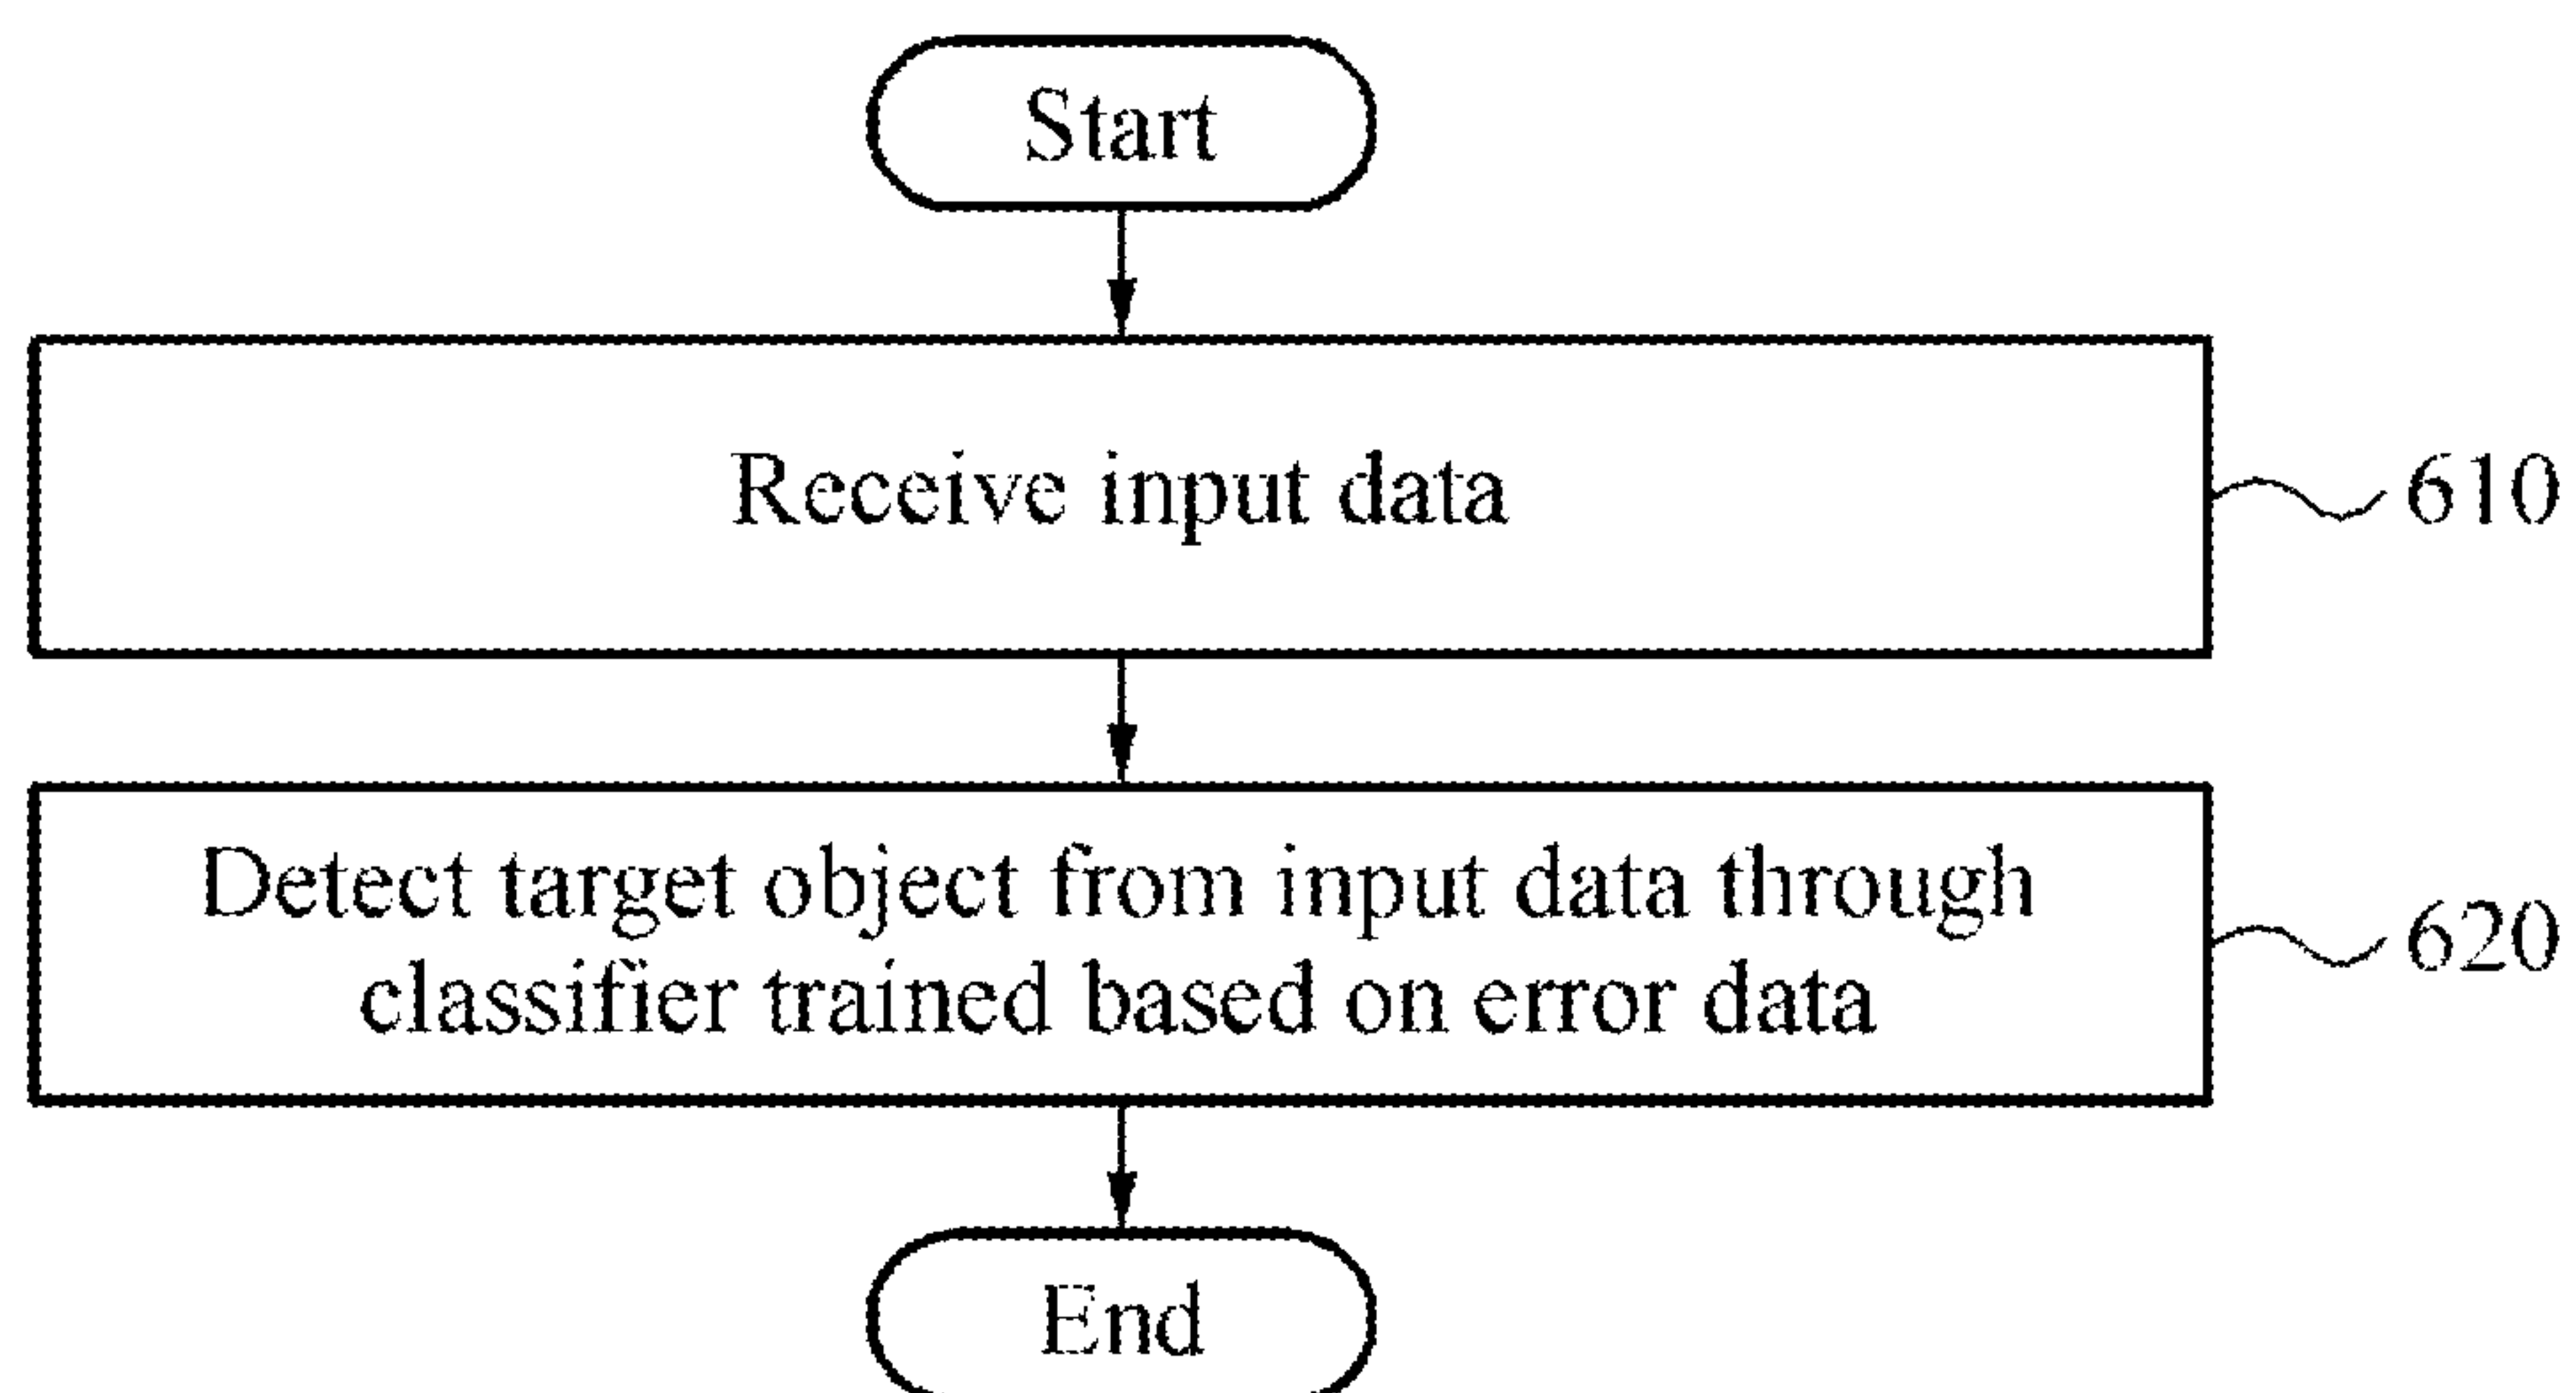 Start
Receive input data
610
Detect target object from input data through
classifier trained based on error data
620
End